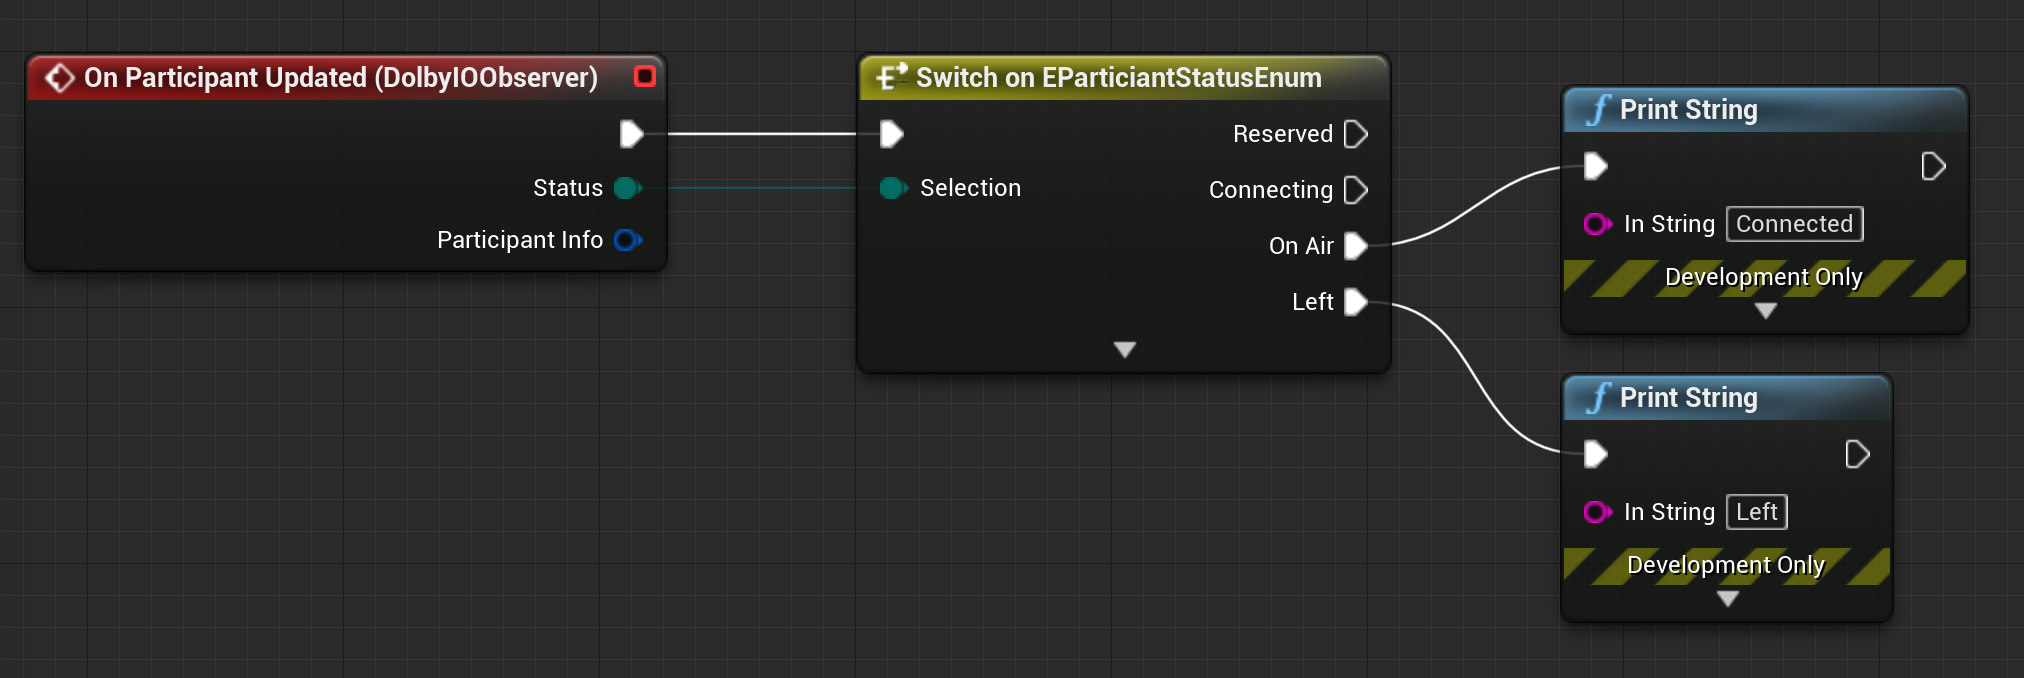 On Participant Updated (DolbyIOObserver)
Status
Participant Info
Switch on EParticiantStatusEnum
Selection
Reserved
Connecting
On Air
Left
Print String
In String Connected
Development Only
Print String
In String Left
Development Only